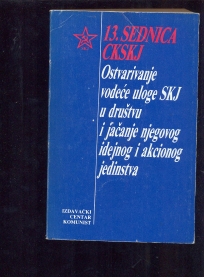 13. SEDNICA
CKSKJ
Ostvarivanje
vodeće uloge SKJ
u društvu
i jačanje njegovog
idejnog i akcionog
jedinstva
IZDAVAČKI
CENTAR
KOMUNIST